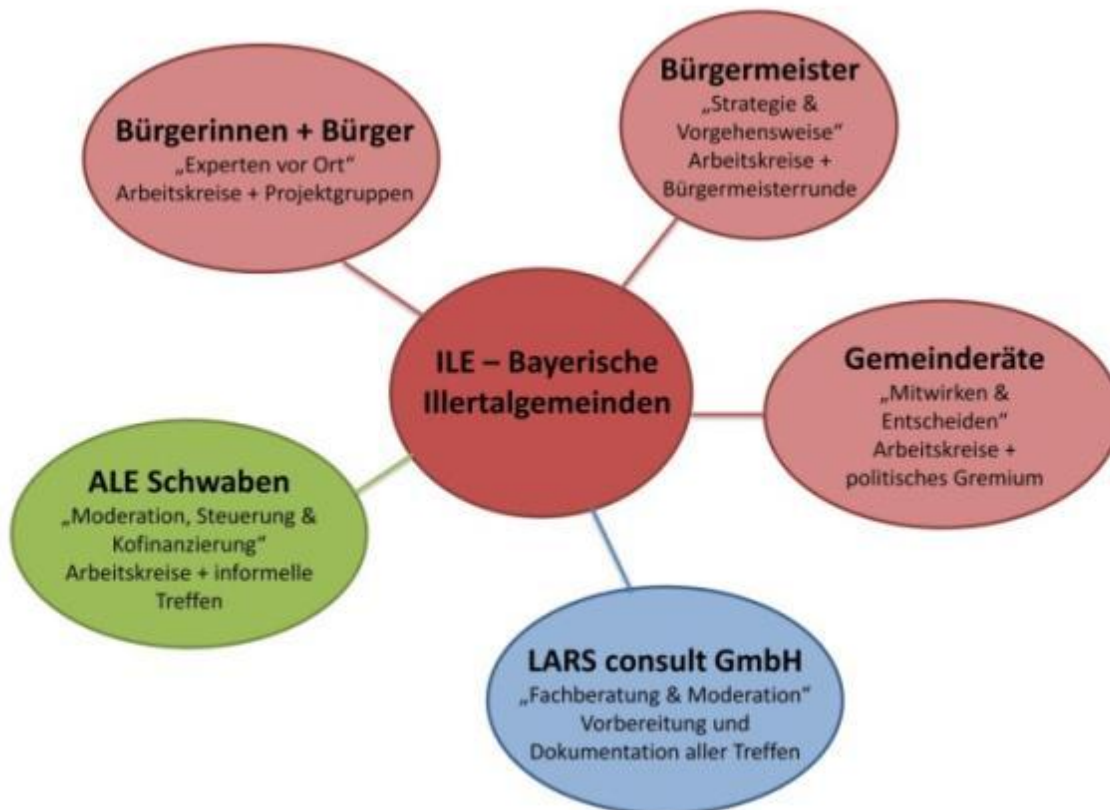 Bürgermeister
„Strategie &
Vorgehensweise“
Arbeitskreise +
Bürgermeisterrunde
Bürgerinnen + Bürger
„Experten vor Ort“
Arbeitskreise + Projektgruppen
ILE – Bayerische
Illertalgemeinden
Gemeinderäte
„Mitwirken &
Entscheiden“
Arbeitskreise +
politisches Gremium
ALE Schwaben
„Moderation, Steuerung &
Kofinanzierung“
Arbeitskreise + informelle
Treffen
LARS consult GmbH
„Fachberatung & Moderation“
Vorbereitung und
Dokumentation aller Treffen